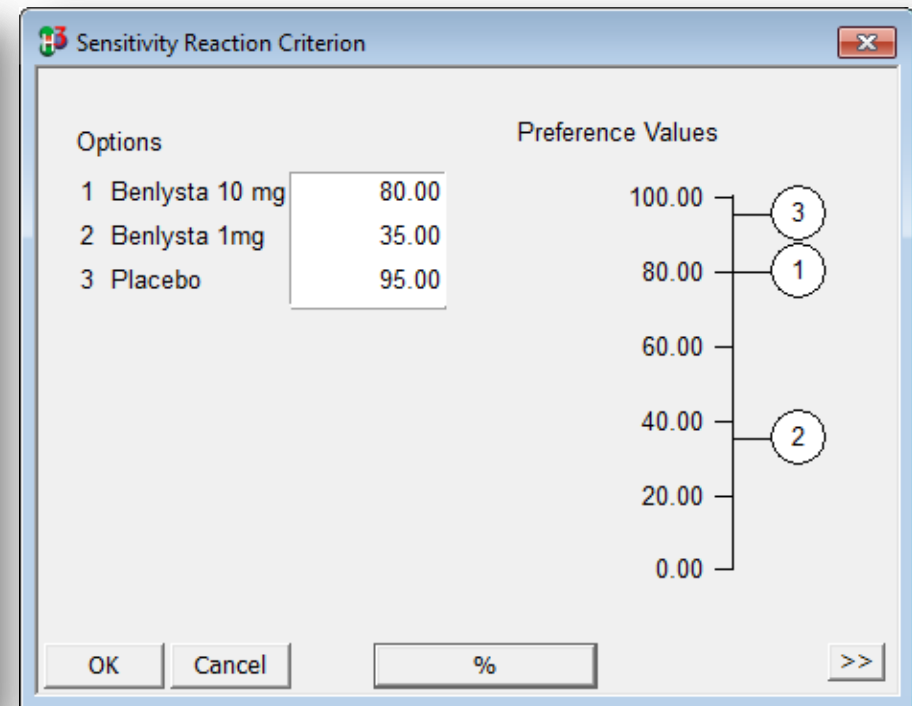 Sensitivity Reaction Criterion
Options
1 Benlysta 10 mg 80.00
2 Benlysta 1mg 35.00
3 Placebo 95.00
Preference Values
100.00
3
80.00
1
60.00
40.00
2
20.00
0.00
OK Cancel % >>